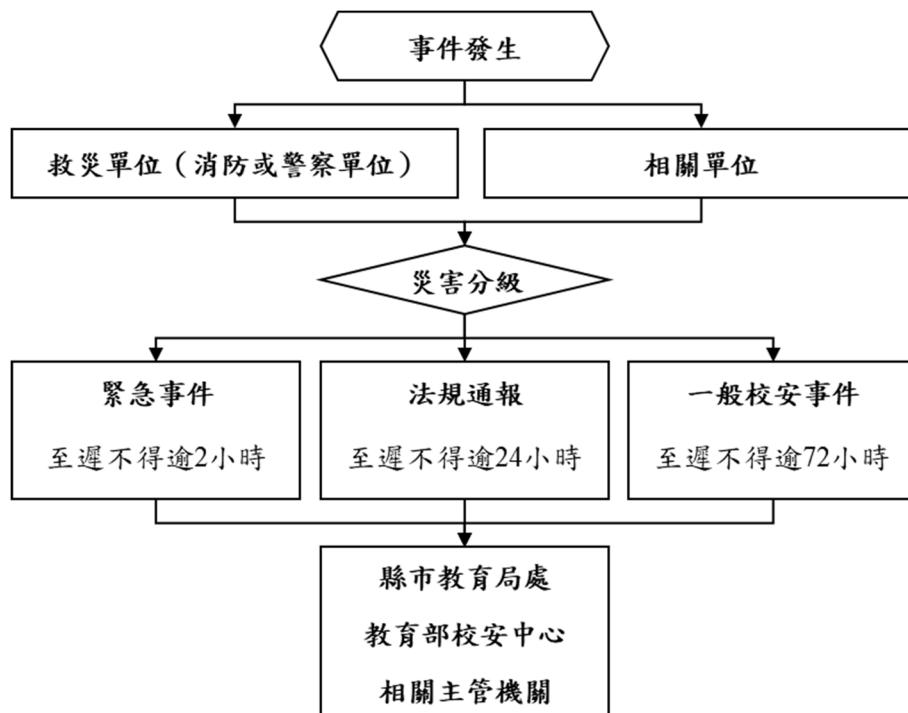 事件發生
救災單位（消防或警察單位）
相關單位
災害分級
緊急事件
至遲不得逾2小時
法規通報
至遲不得逾24小時
一般校安事件
至遲不得逾72小時
縣市教育局處
教育部校安中心
相關主管機關